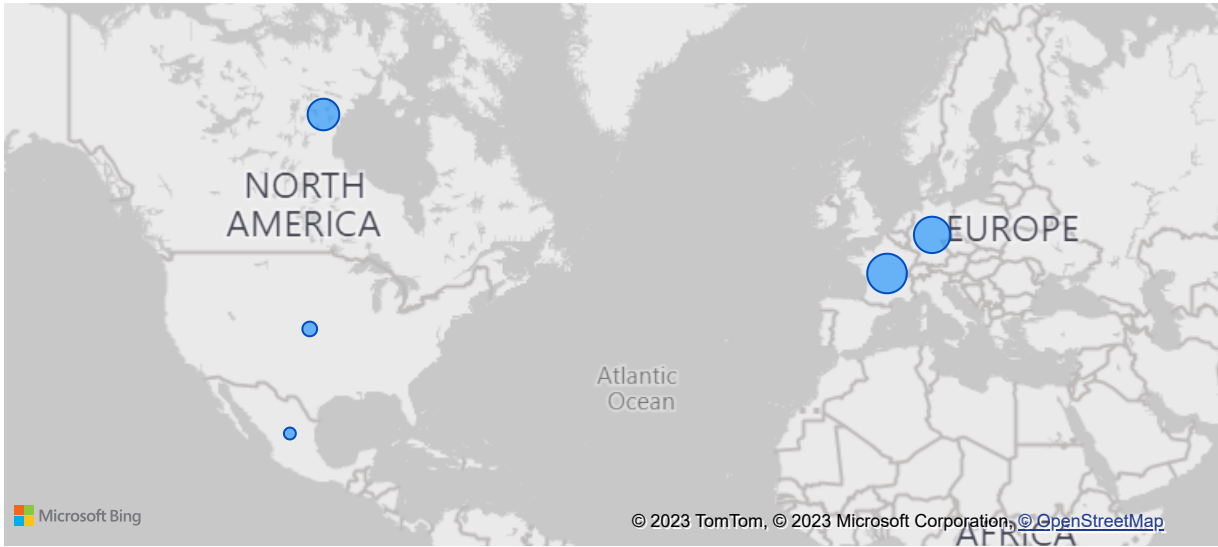 NORTH
AMERICA
EUROPE
Atlantic
Ocean
Microsoft Bing
© 2023 TomTom, © 2023 Microsoft Corporation, © OpenStreetMap
AFRICA